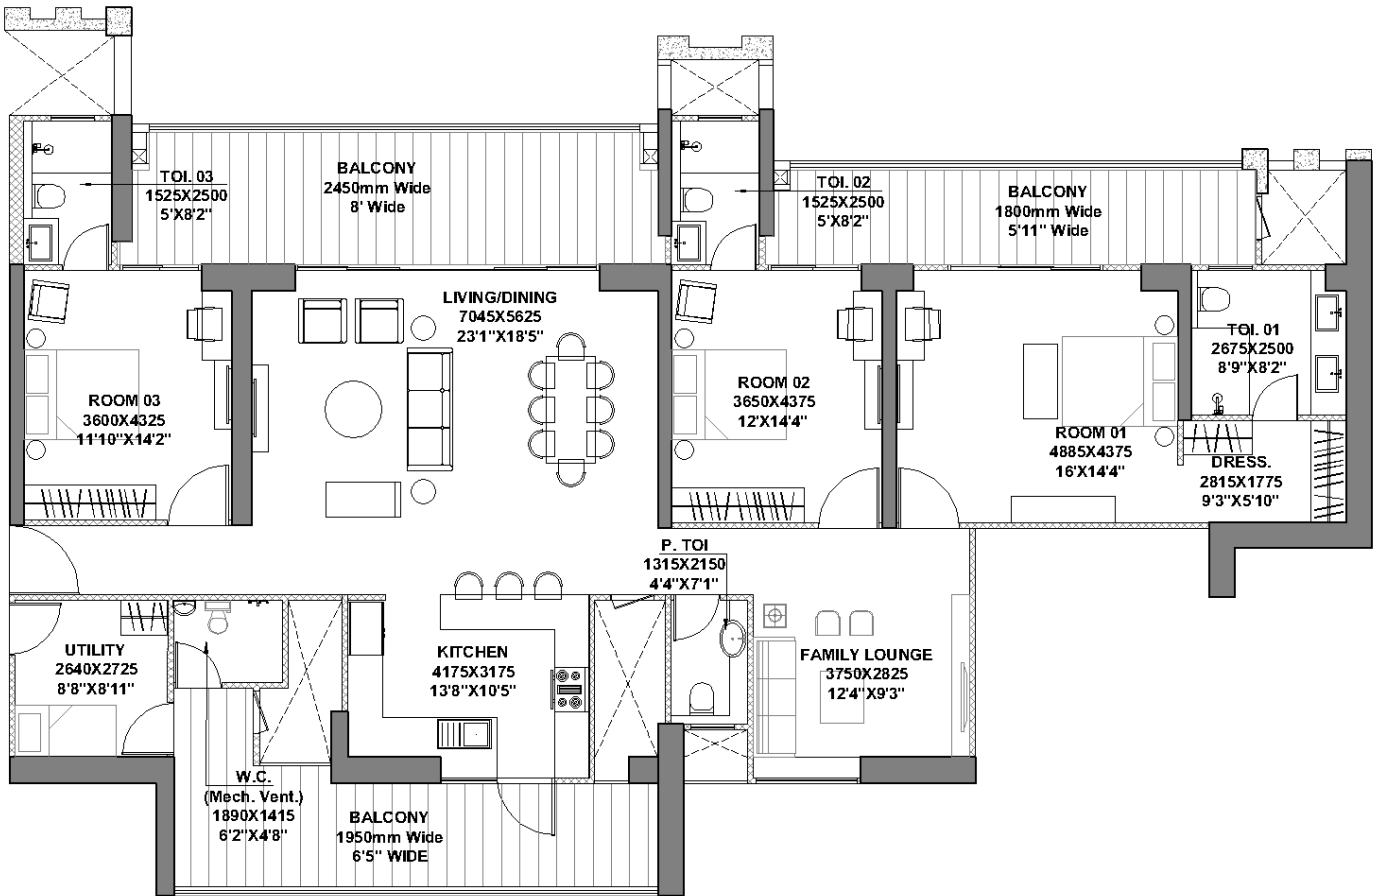 TOI. 03
1525X2500
5'X8'2"
BALCONY
2450mm Wide
8' Wide
TOI. 02
1525X2500
5'X8'2"
BALCONY
1800mm Wide
5'11" Wide
LIVING/DINING
7045X5625
23'1"X18'5"
TOI. 01
2675X2500
8'9"X8'2"
ROOM 03
3600X4325
11'10"X14'2"
ROOM 02
3650X4375
12'X14'4"
ROOM 01
4885X4375
16'X14'4"
DRESS.
2815X1775
9'3"X5'10"
P. TOI
1315X2150
4'4"X7'1"
UTILITY
2640X2725
8'8"X8'11"
KITCHEN
4175X3175
13'8"X10'5"
FAMILY LOUNGE
3750X2825
12'4"X9'3"
W.C.
(Mech. Vent.)
1890X1415
6'2"X4'8"
BALCONY
1950mm Wide
6'5" WIDE